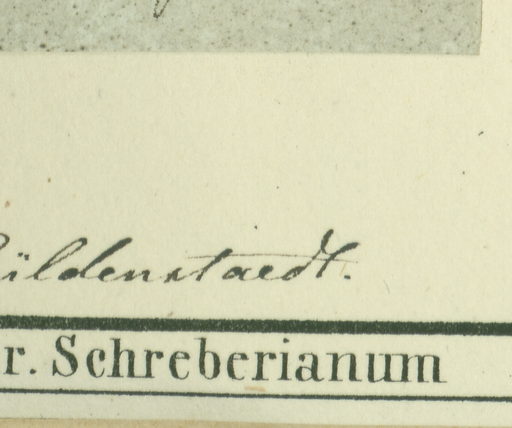 üldenstaedt.
r. Schreberianum